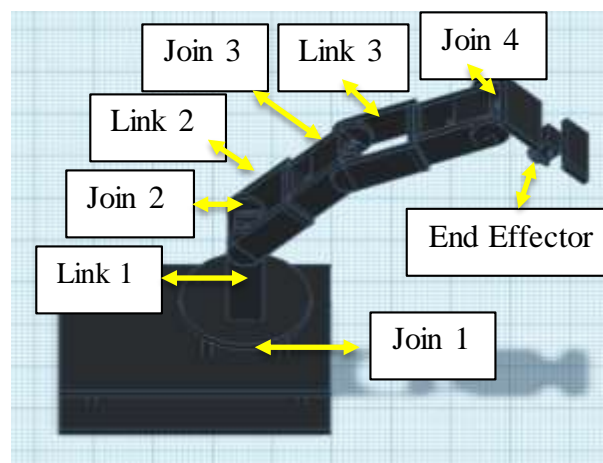 Join 4
Join 3
Link 3
Link 2
Join 2
End Effector
Link 1
Join 1